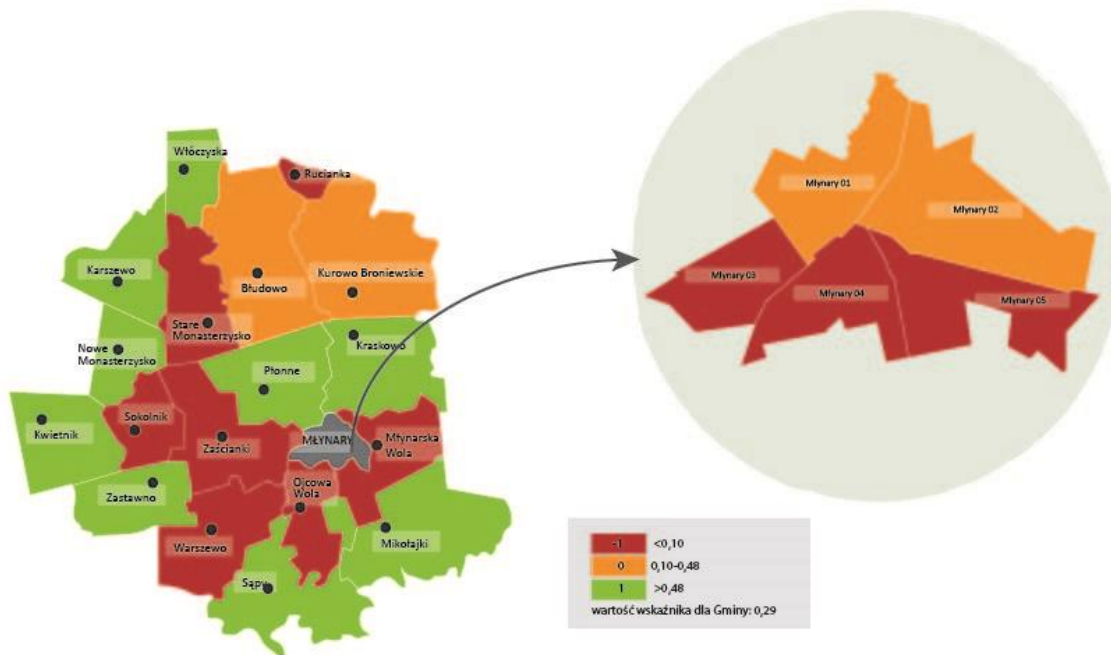 Włóczyska
Rucianka
Karszewo
Błudowo
Kurowo Broniewskie
Stare
Monasterzysko
Nowe
Monasterzysko
Kraskowo
Płonne
Kwietnik
Sokolnik
Zaścianki
MŁYNARY
Młynarska
Wola
Zastawno
Ojcowa
Wola
Warszewo
Mikołajki
Sąpy
Młynary 01
Młynary 02
Młynary 03
Młynary 04
Młynary 05
-1 <0,10
0 0,10-0,48
1 >0,48
wartość wskaźnika dla Gminy: 0,29